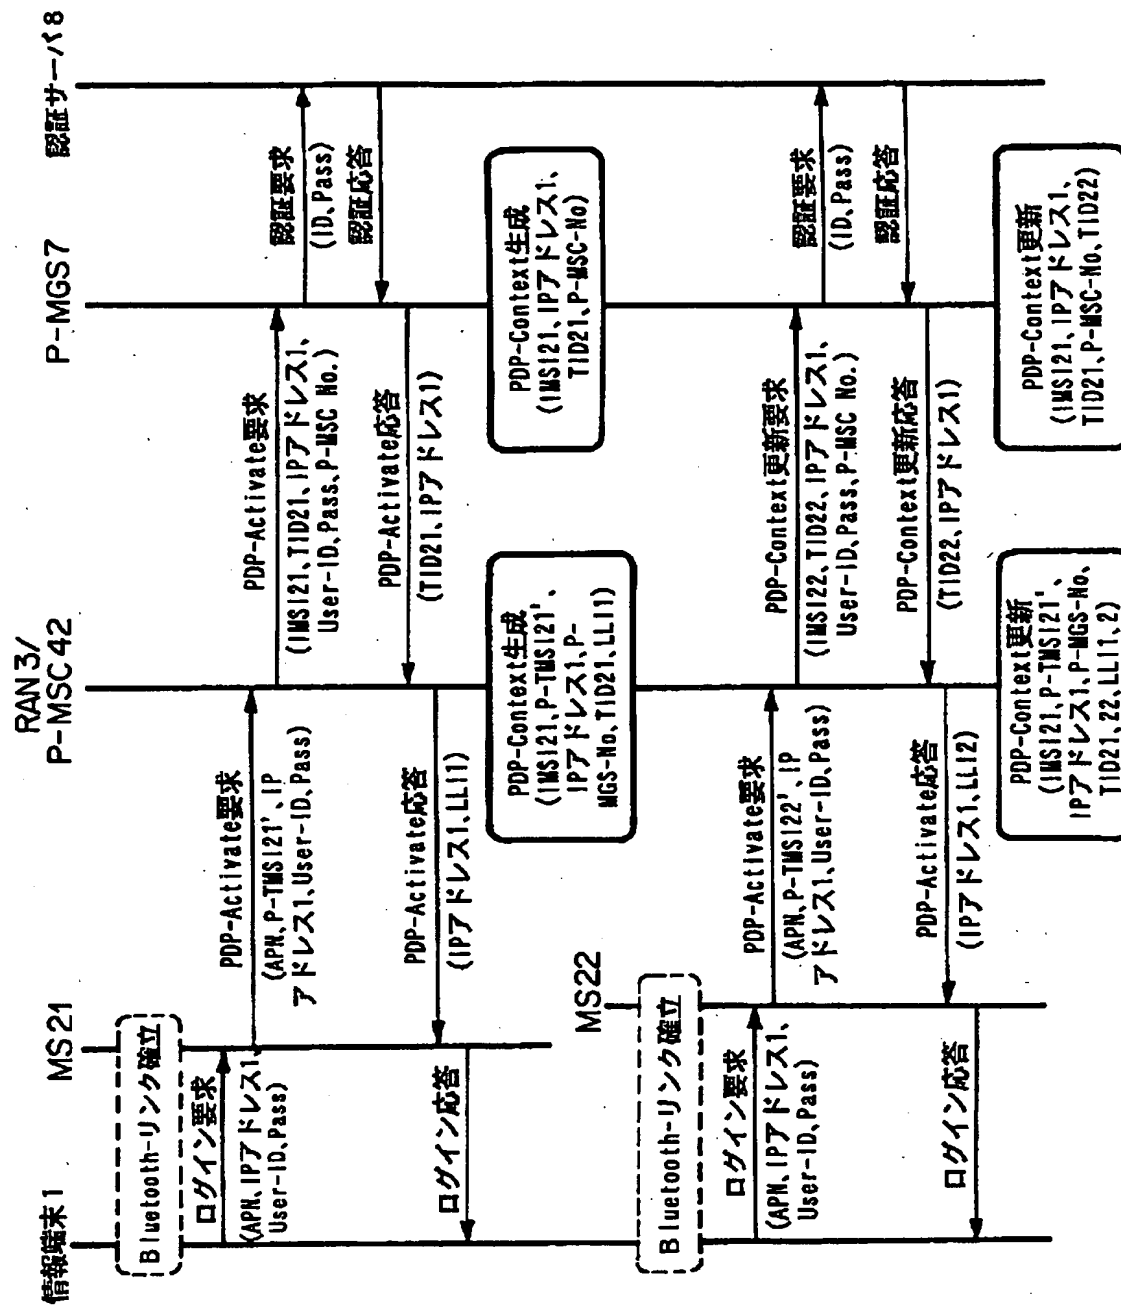 情報端末1
MS21
RAN3/
P-MSC42
P-MGS7
認証サーバ8
Bluetooth-リンク確立
ログイン要求
(APN、IPアドレス1、
User-ID、Pass)
PDP-Activate要求
(APN、P-TMSI21'、IP
アドレス1、User-ID、Pass)
PDP-Activate要求
(IMSI21、TID21、IPアドレス1、
User-ID、Pass、P-MSC No.)
認証要求
(ID、Pass)
認証応答
PDP-Activate応答
(TID21、IPアドレス1)
PDP-Activate応答
(IPアドレス1、LLI1)
ログイン応答
PDP-Context生成
(IMSI21、P-TMSI21'、
IPアドレス1、P-
MGS-No、TID21、LLI1)
PDP-Context生成
(IMSI21、IPアドレス1、
TID21、P-MSC-No)
MS22
Bluetooth-リンク確立
ログイン要求
(APN、IPアドレス1、
User-ID、Pass)
PDP-Activate要求
(APN、P-TMSI22'、IP
アドレス1、User-ID、Pass)
PDP-Context更新要求
(IMSI22、TID22、IPアドレス1、
User-ID、Pass、P-MSC No.)
認証要求
(ID、Pass)
認証応答
PDP-Context更新応答
(TID22、IPアドレス1)
PDP-Activate応答
(IPアドレス1、LLI2)
ログイン応答
PDP-Context更新
(IMSI21、P-TMSI21'、
IPアドレス1、P-MGS-No、
TID21、22、LLI1、2)
PDP-Context更新
(IMSI21、IPアドレス1、
TID21、P-MSC-No、TID22)